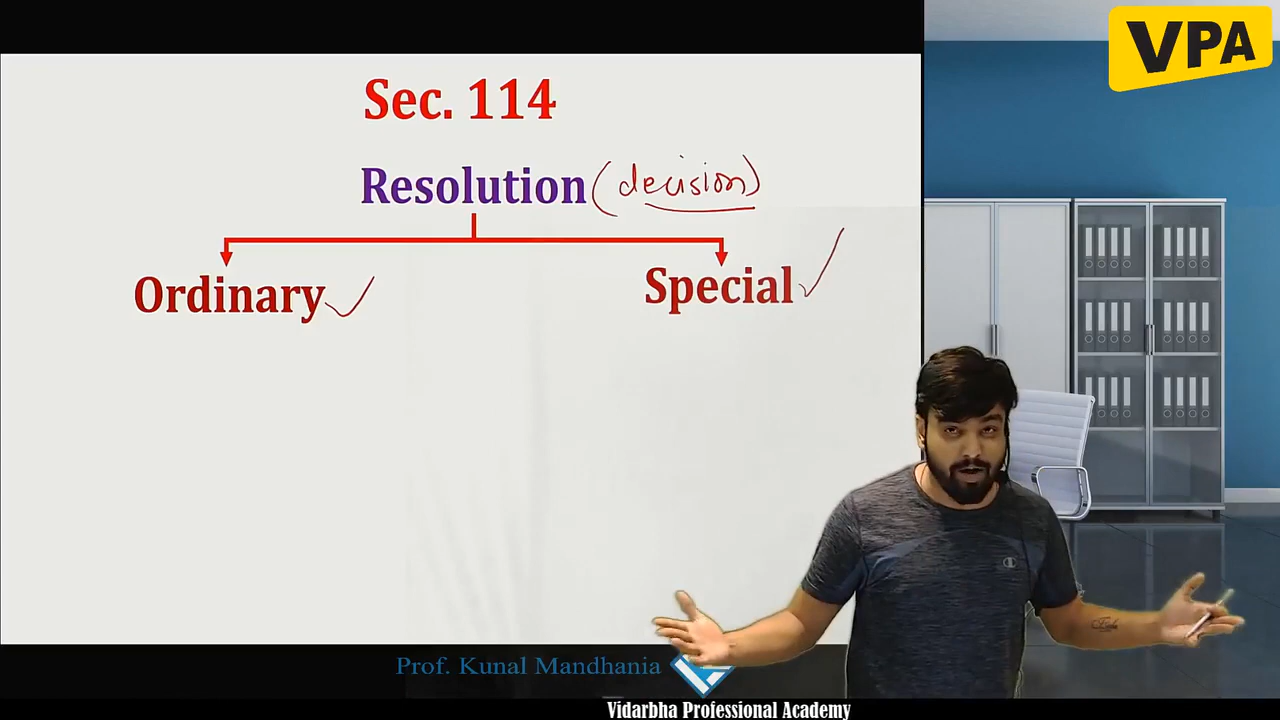 VPA
Sec. 114
Resolution (decision)
Ordinary
Special
Prof. Kunal Mandhania
Vidarbha Professional Academy